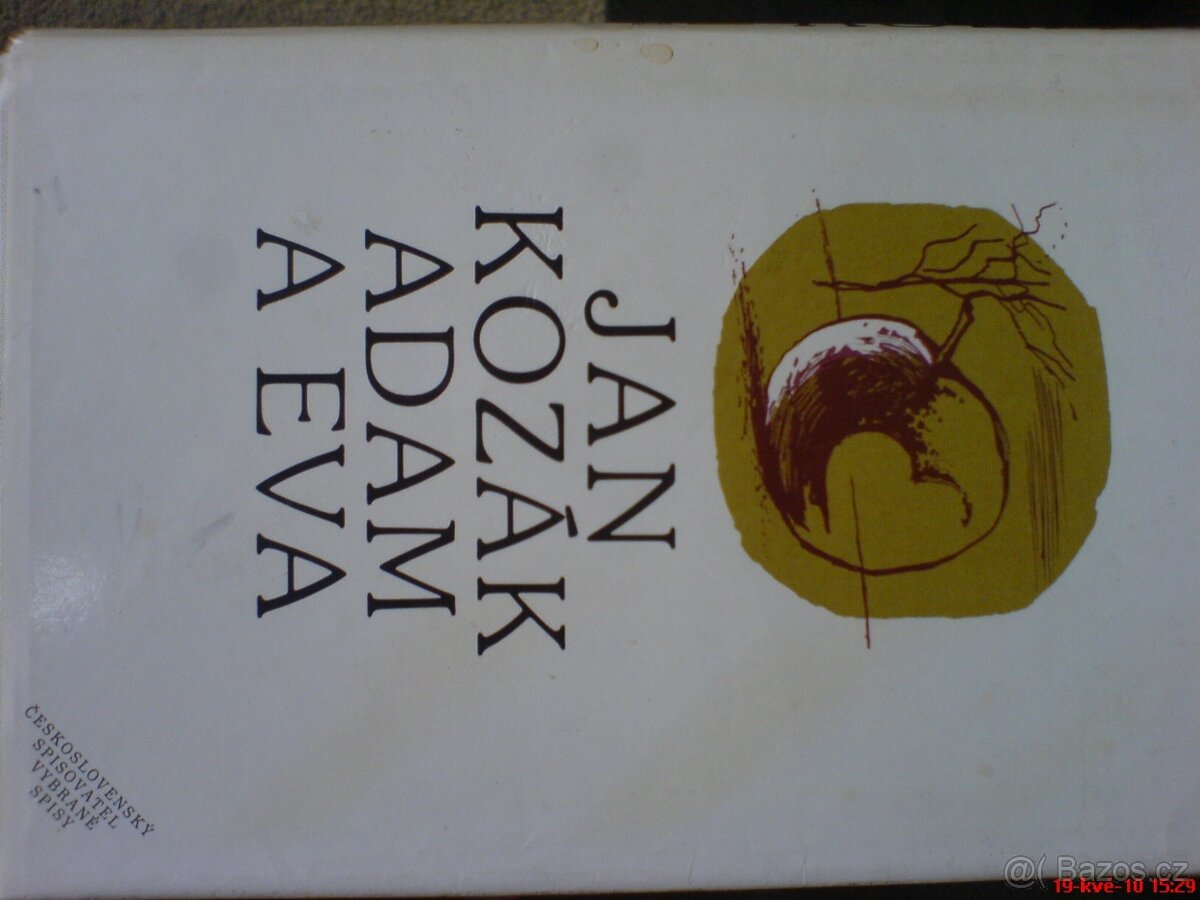 JAN
KOZÁK
ADAM
A EVA
ČESKOSLOVENSKÝ
SPISOVATEL
VYBRANÉ
SPISY
@( Bazos.cz
19-kvě-10 15:29